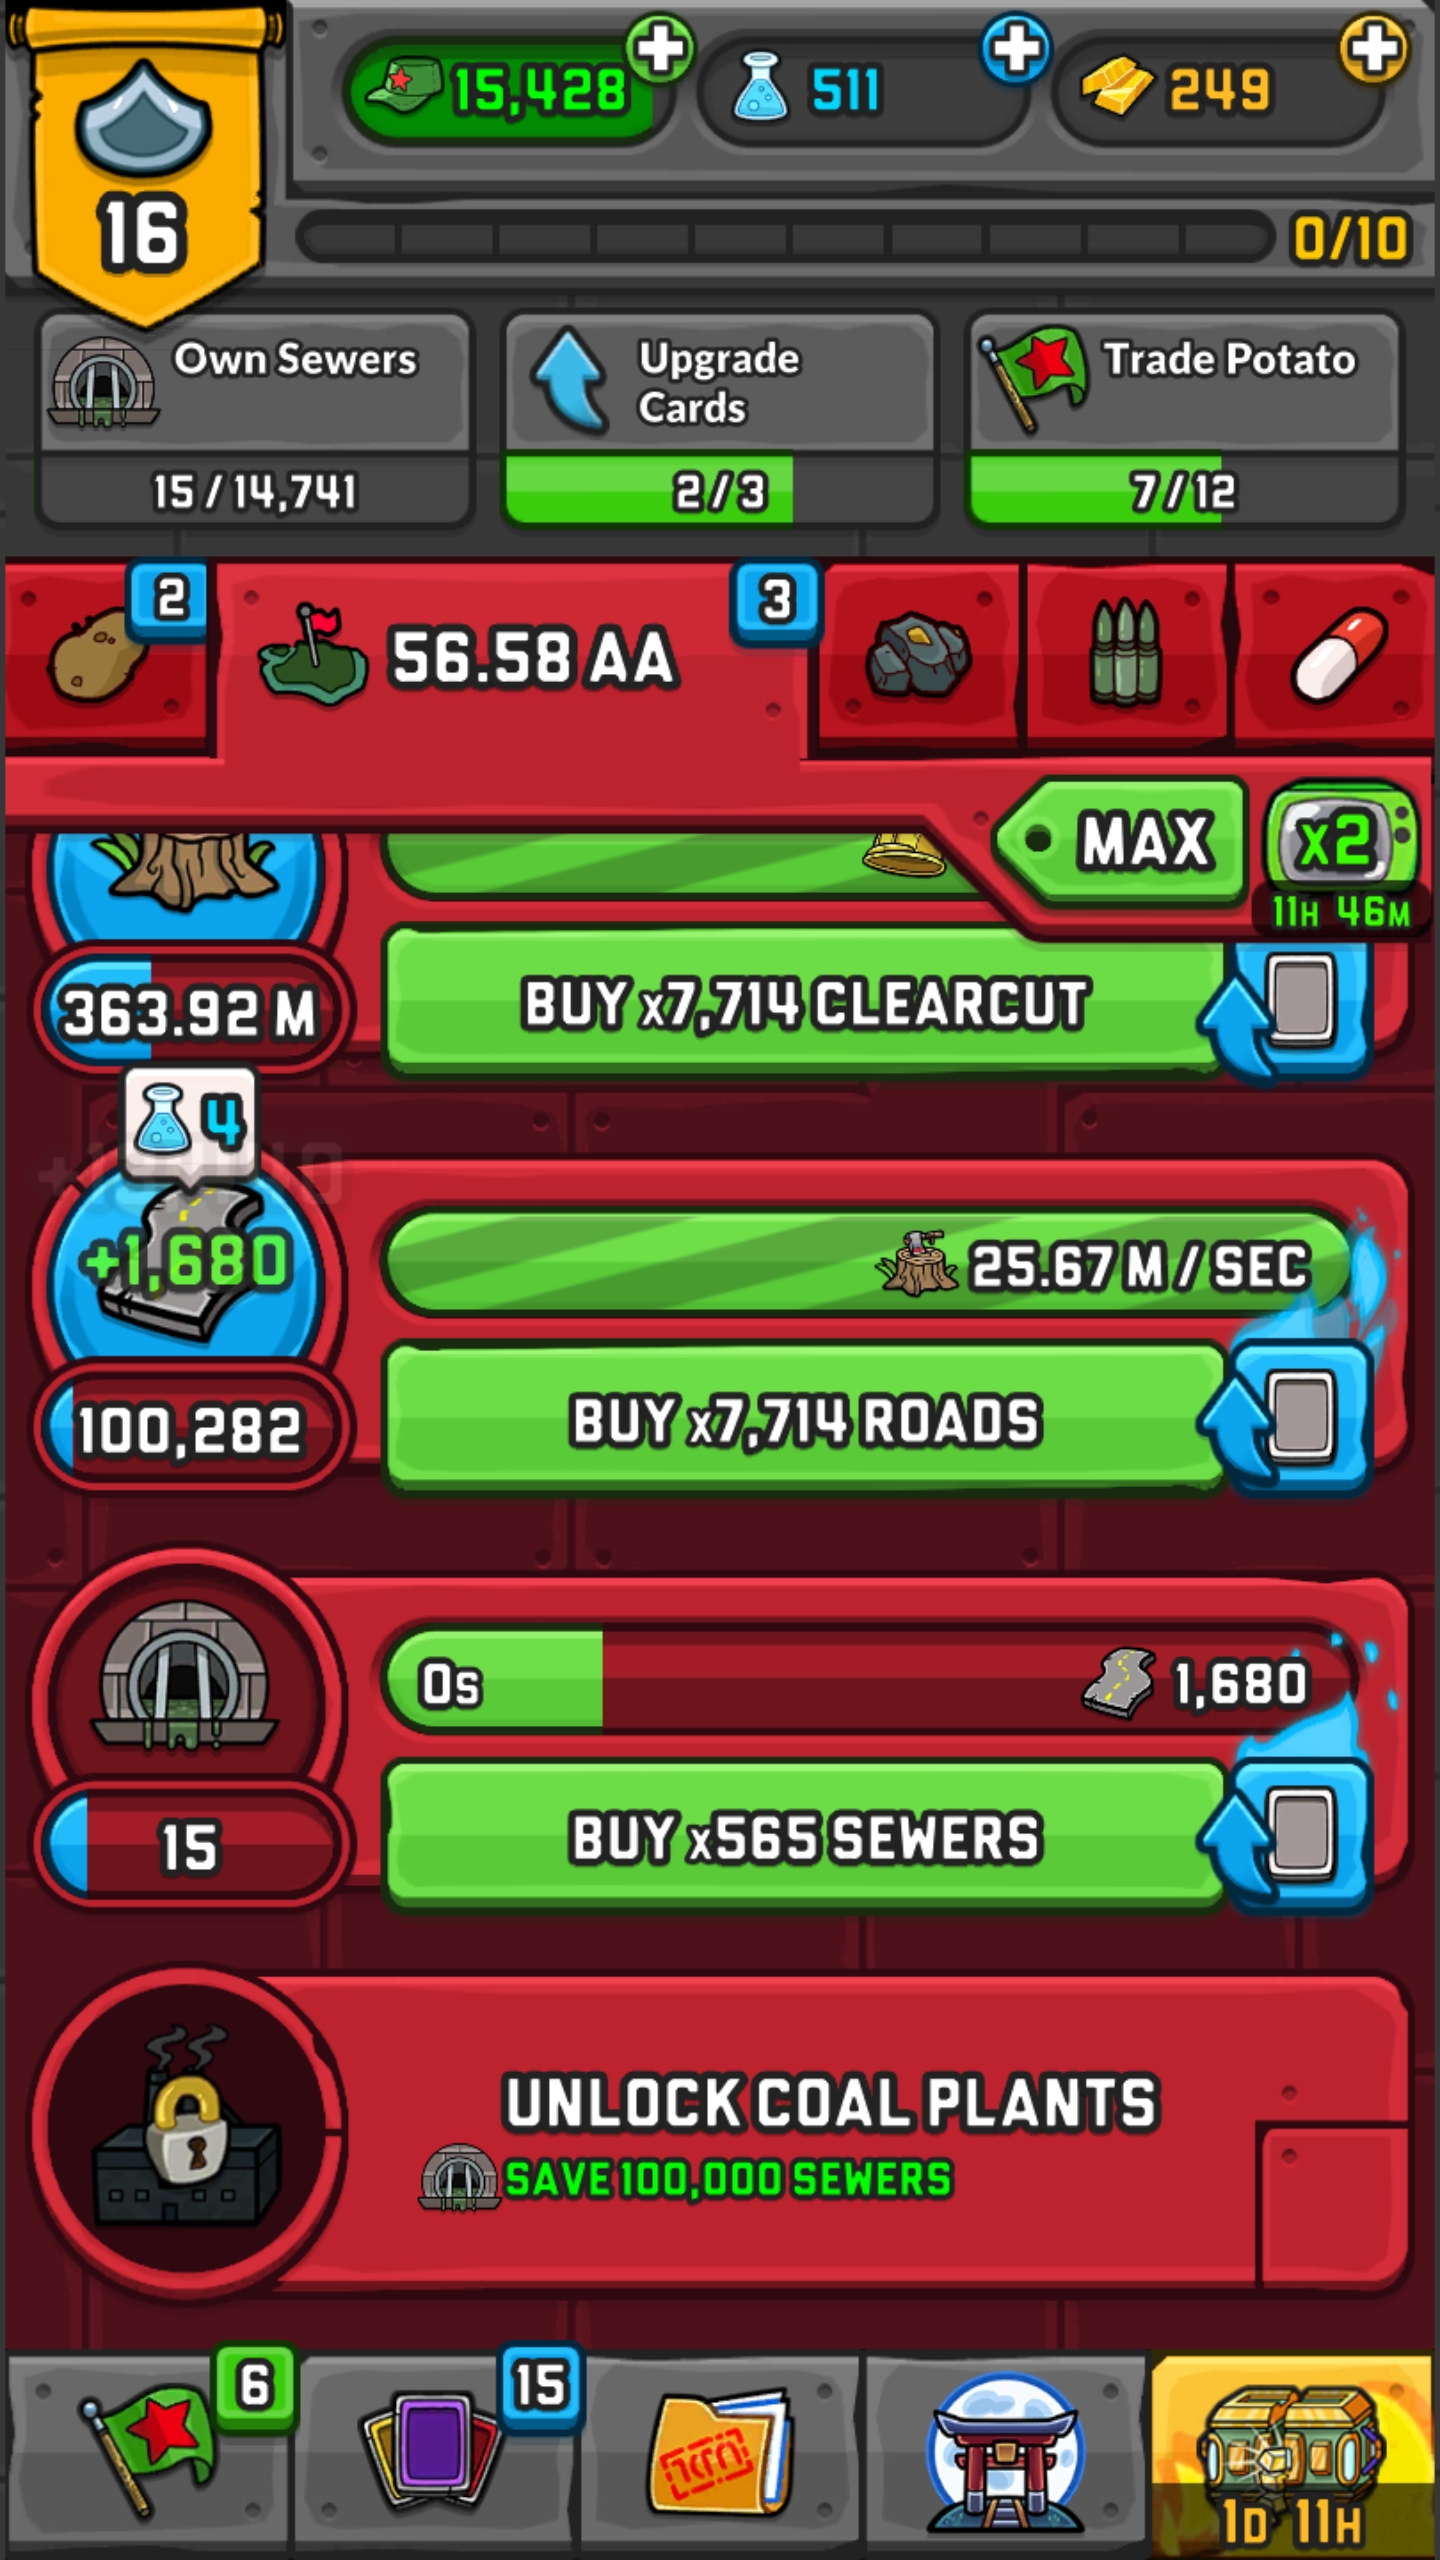 15,428
511
249
16
0/10
Own Sewers
15/14,741
Upgrade
Cards
2/3
Trade Potato
7/12
2
56.58 AA
3
MAX
x2
11H 46M
363.92 M
BUY x7,714 CLEARCUT
4
+1,680
25.67 M / SEC
100,282
BUY x7,714 ROADS
0s
1,680
15
BUY x565 SEWERS
UNLOCK COAL PLANTS
SAVE 100,000 SEWERS
6
15
1D 11H